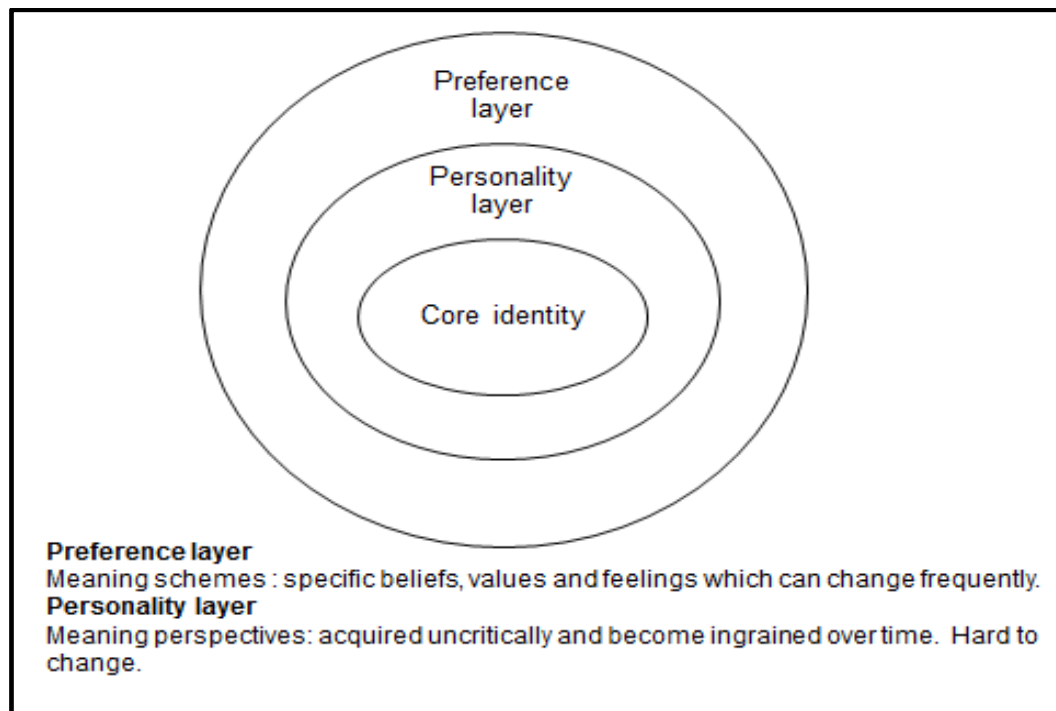 Preference
layer
Personality
layer
Core identity
Preference layer
Meaning schemes : specific beliefs, values and feelings which can change frequently.
Personality layer
Meaning perspectives: acquired uncritically and become ingrained over time. Hard to
change.